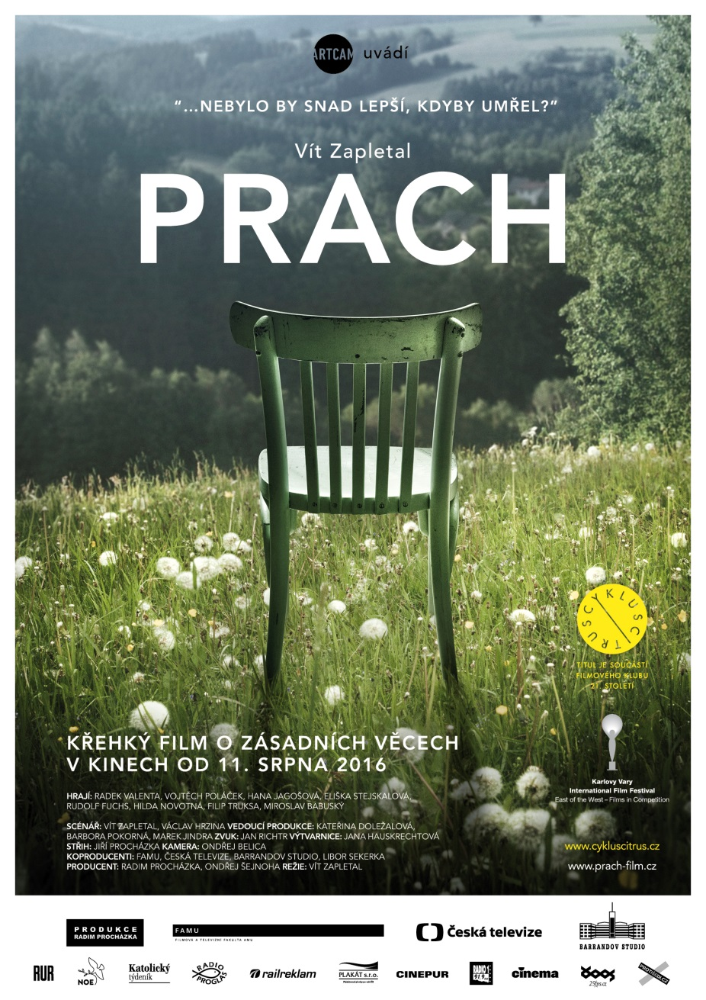 ARTCAM uvádí
“...NEBYLO BY SNAD LEPŠÍ, KDYBY UMŘEL?”
Vít Zapletal
PRACH
CYKLUS CITRUS
TITUL JE SOUČÁSTÍ
FILMOVÉHO KLUBU
21. STOLETÍ
KŘEHKÝ FILM O ZÁSADNÍCH VĚCECH
V KINECH OD 11. SRPNA 2016
Karlovy Vary
International Film Festival
East of the West – Films in Competition
HRAJÍ: RADEK VALENTA, VOJTĚCH POLÁČEK, HANA JAGOŠOVÁ, ELIŠKA STEJSKALOVÁ,
RUDOLF FUCHS, HILDA NOVOTNÁ, FILIP TRUKSA, MIROSLAV BABUSKÝ
SCÉNÁŘ: VÍT ZAPLETAL, VÁCLAV HRZINA VEDOUCÍ PRODUKCE: KATEŘINA DOLEŽALOVÁ,
BARBORA POKORNÁ, MAREK JINDRA ZVUK: JAN RICHTR VÝTVARNICE: JANA HAUSKRECHTOVÁ
STŘIH: JIŘÍ PROCHÁZKA KAMERA: ONDŘEJ BELICA
KOPRODUCENTI: FAMU, ČESKÁ TELEVIZE, BARRANDOV STUDIO, LIBOR SEKERKA
PRODUCENT: RADIM PROCHÁZKA, ONDŘEJ ŠEJNOHA REŽIE: VÍT ZAPLETAL
www.cykluscitrus.cz
www.prach-film.cz
PRODUKCE
RADIM PROCHÁZKA
FAMU
FILMOVÁ A TELEVIZNÍ FAKULTA AMU
Česká televize
BARRANDOV STUDIO
RUR
NOE
Katolický
týdeník
RADIO
PROGLAS
railreklam
PLAKÁT s.r.o.
CINEPUR
RADIO 1
91.9 FM
cinema
25fps.cz
PROTISEDI.CZ